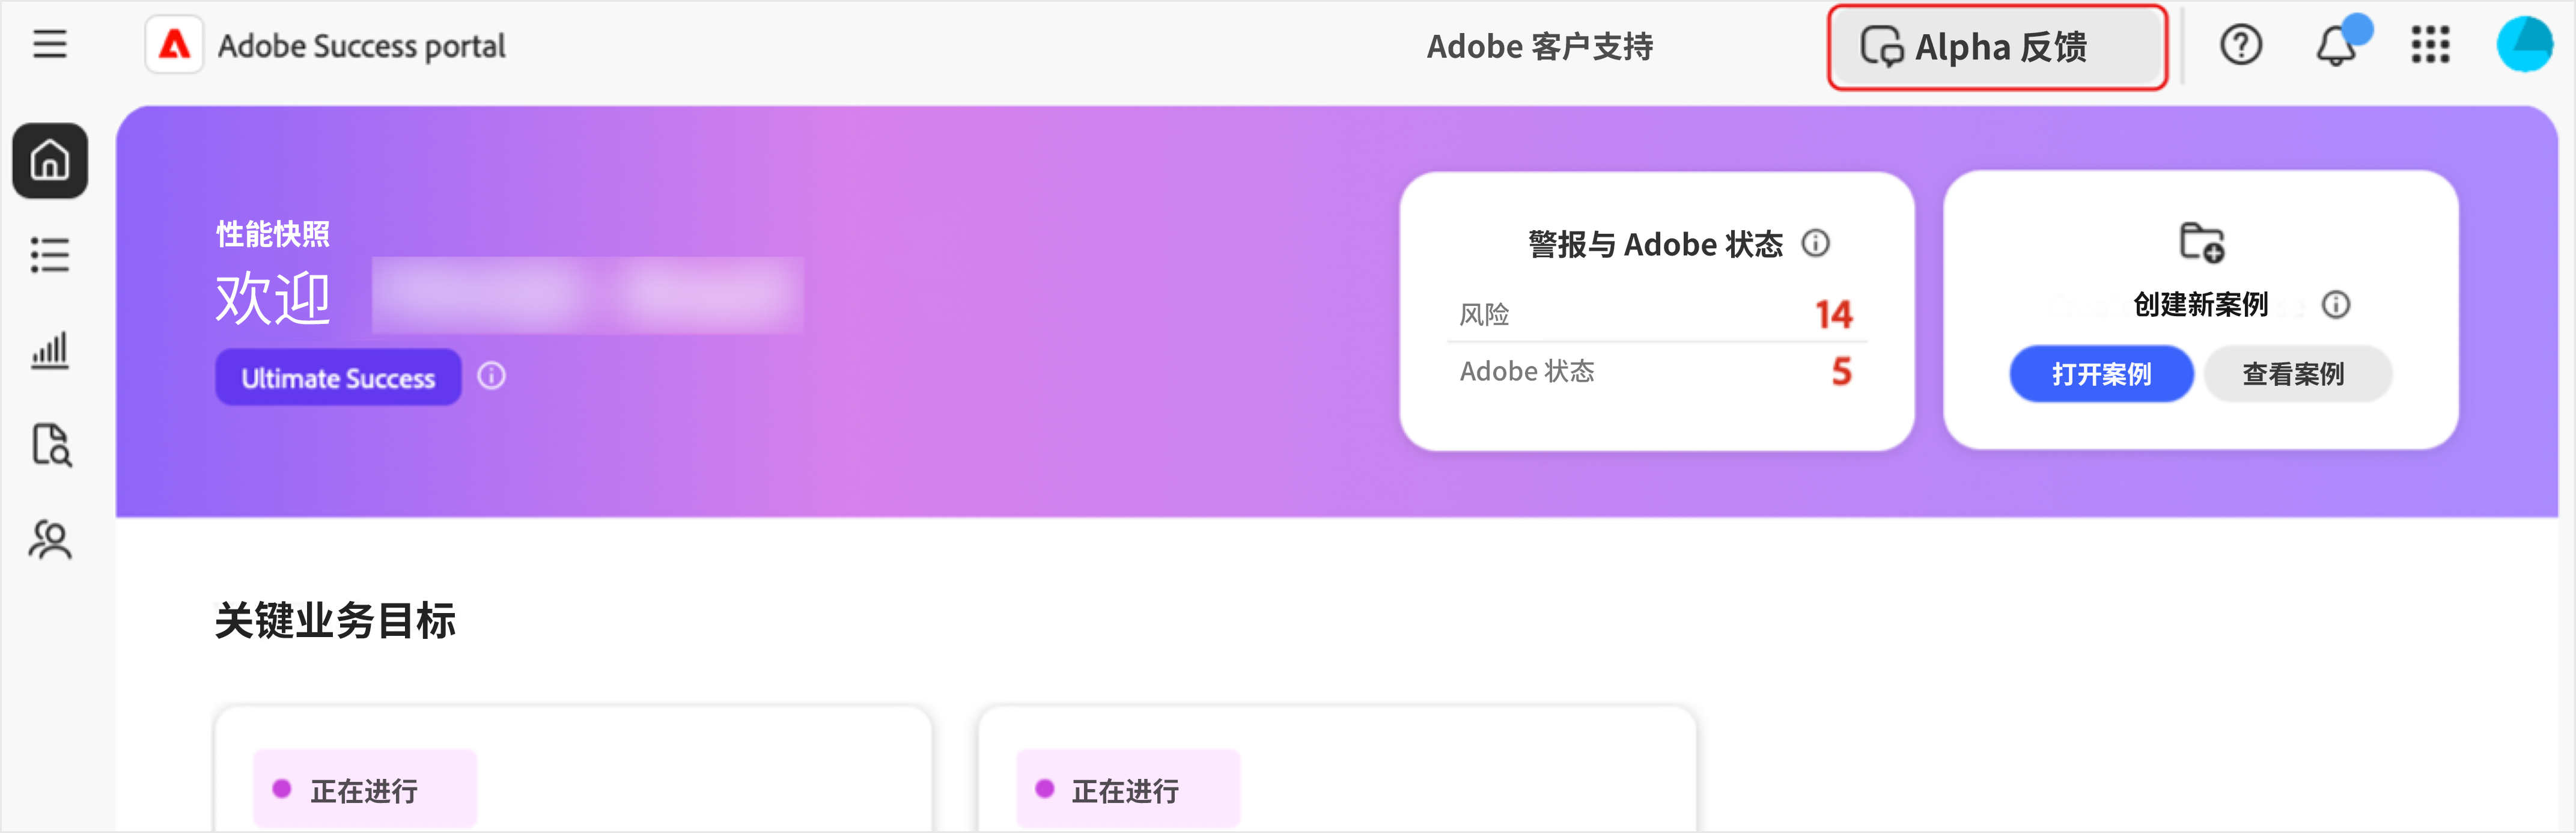 Adobe Success portal
Adobe 客户支持
Alpha 反馈
性能快照
欢迎
Ultimate Success
警报与 Adobe 状态
风险 14
Adobe 状态 5
创建新案例
打开案例
查看案例
关键业务目标
正在进行
正在进行